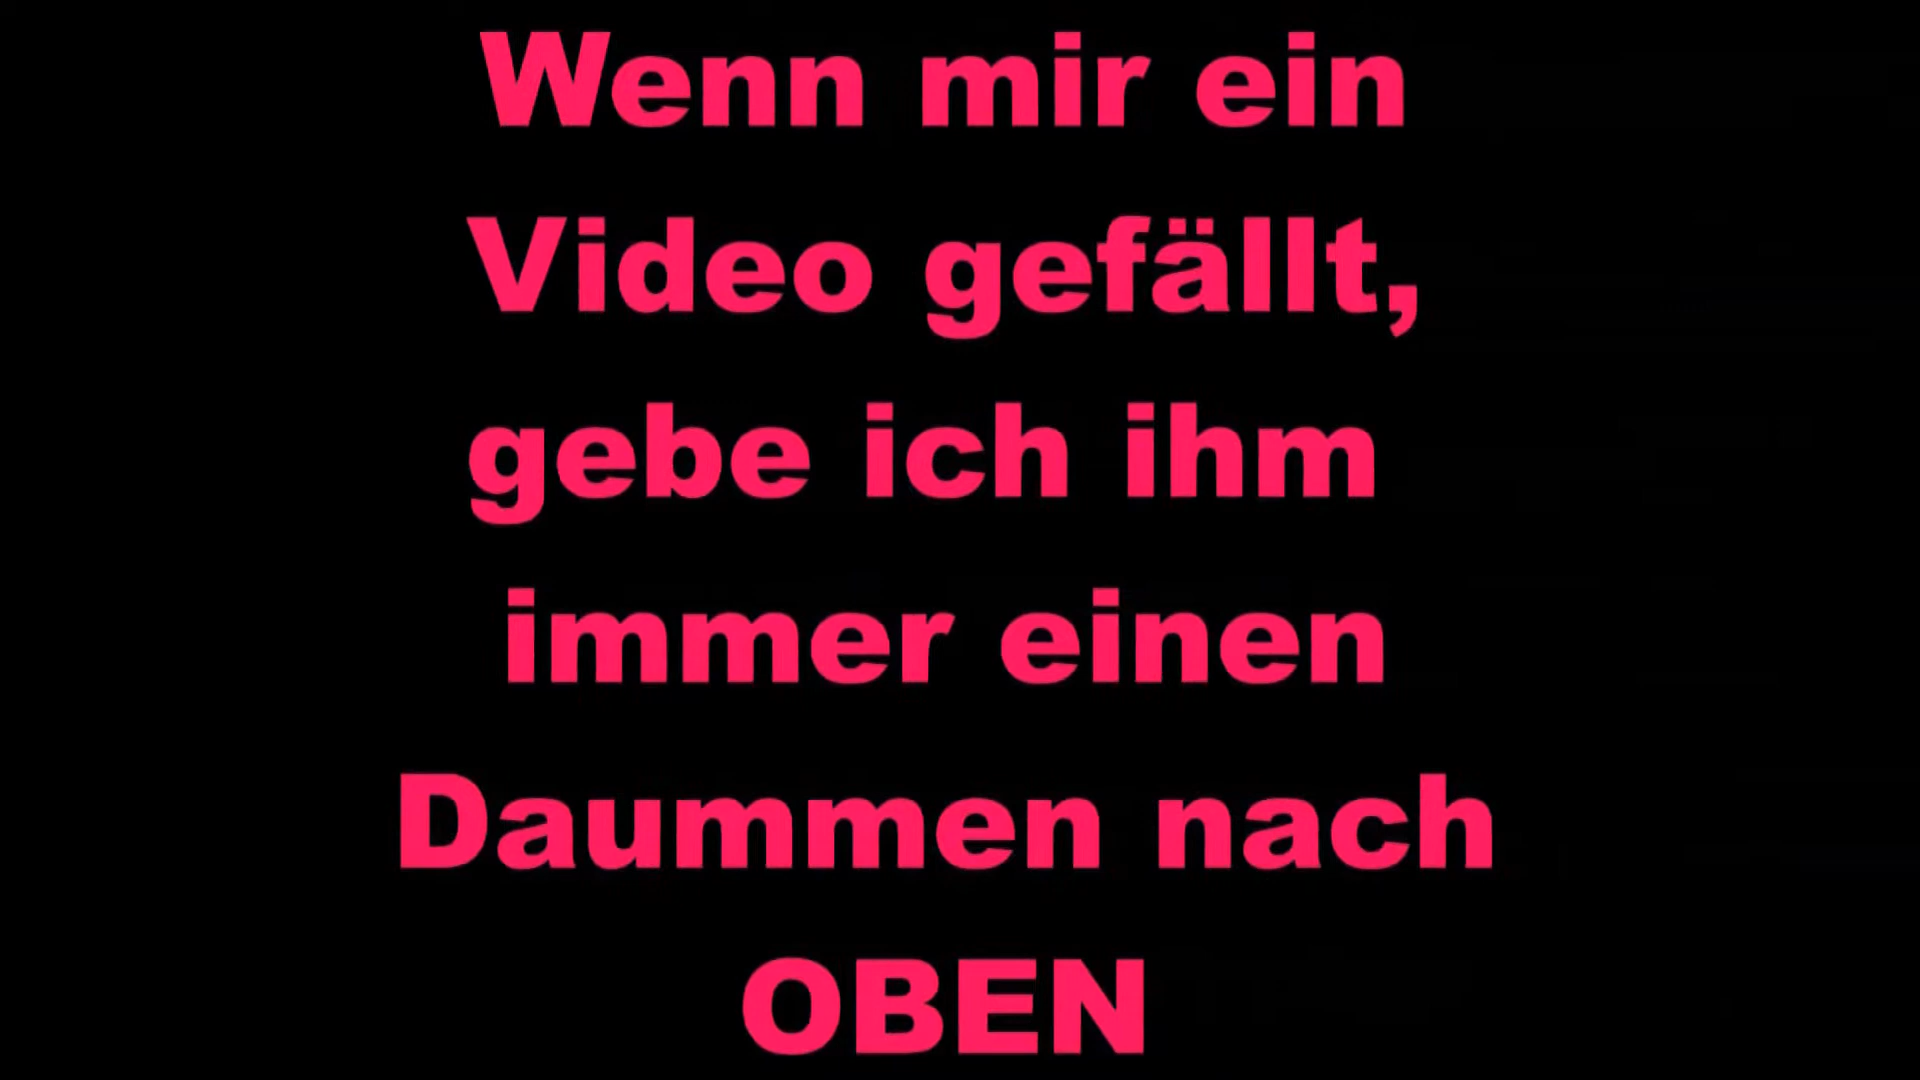 Wenn mir ein
Video gefällt,
gebe ich ihm
immer einen
Daummen nach
OBEN